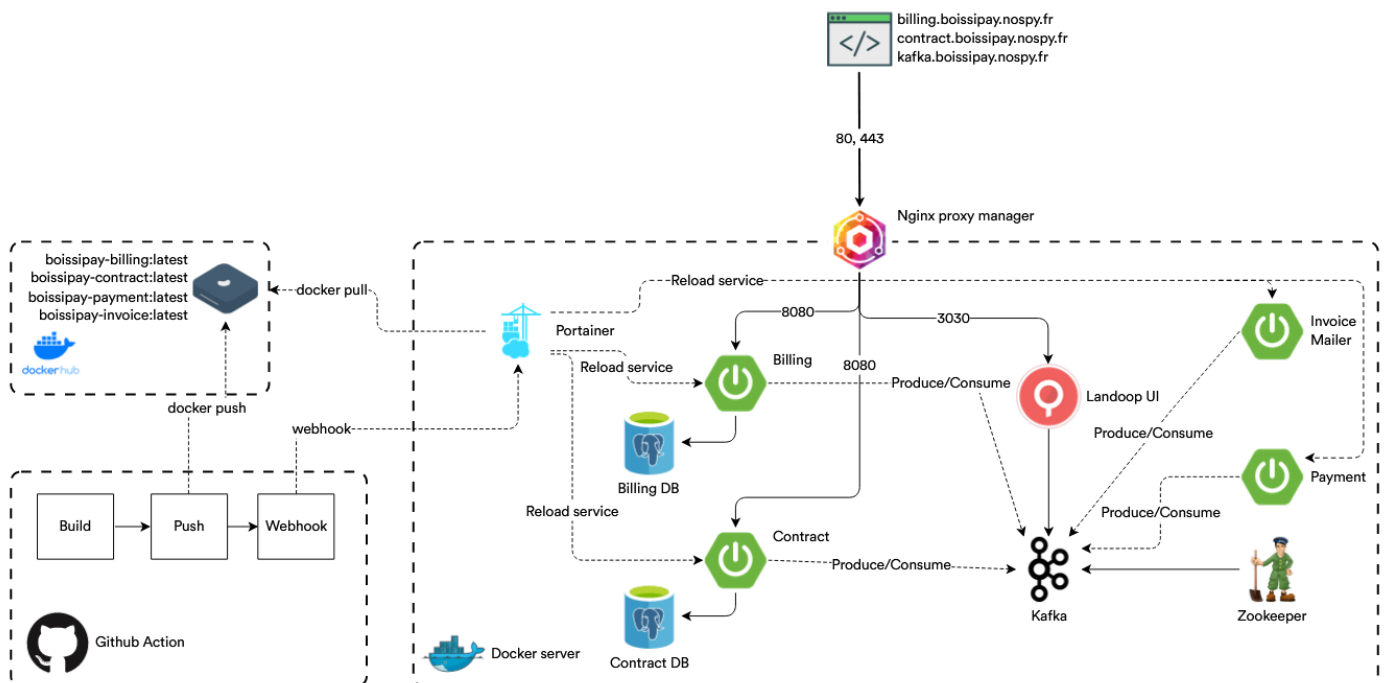 billing.boissipay.nospy.fr
contract.boissipay.nospy.fr
kafka.boissipay.nospy.fr
80, 443
Nginx proxy manager
boissipay-billing:latest
boissipay-contract:latest
boissipay-payment:latest
boissipay-invoice:latest
dockerhub
docker pull
docker push
webhook
Build
Push
Webhook
Github Action
Portainer
Reload service
Reload service
Reload service
8080
3030
8080
Billing
Billing DB
Produce/Consume
Landoop UI
Invoice
Mailer
Produce/Consume
Payment
Produce/Consume
Contract
Contract DB
Produce/Consume
Kafka
Zookeeper
Docker server